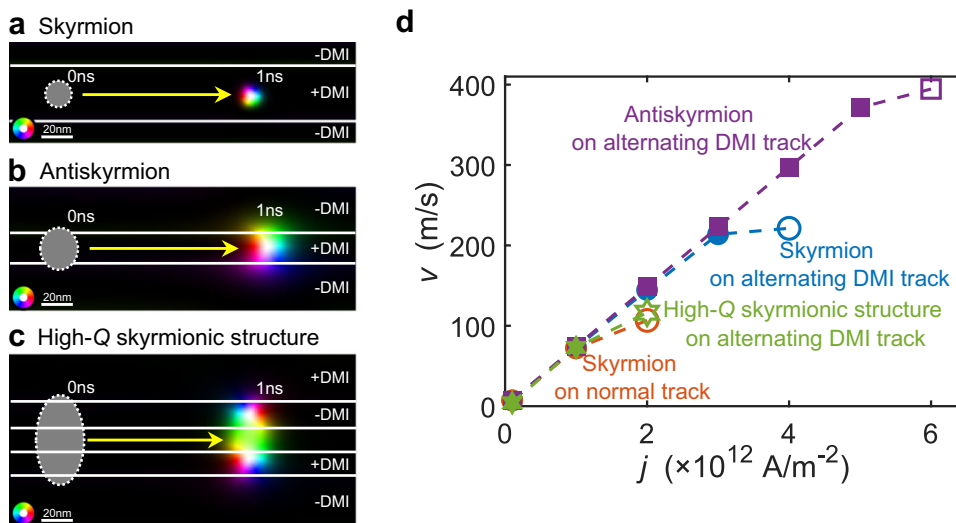 a Skyrmion
-DMI
0ns
1ns
+DMI
20nm
-DMI
b Antiskyrmion
-DMI
0ns
1ns
+DMI
20nm
-DMI
c High-Q skyrmionic structure
+DMI
0ns
1ns
-DMI
+DMI
20nm
-DMI
d
400
300
200
100
0
v (m/s)
Antiskyrmion
on alternating DMI track
Skyrmion
on alternating DMI track
High-Q skyrmionic structure
on alternating DMI track
Skyrmion
on normal track
0
2
4
6
j (×10¹² A/m⁻²)